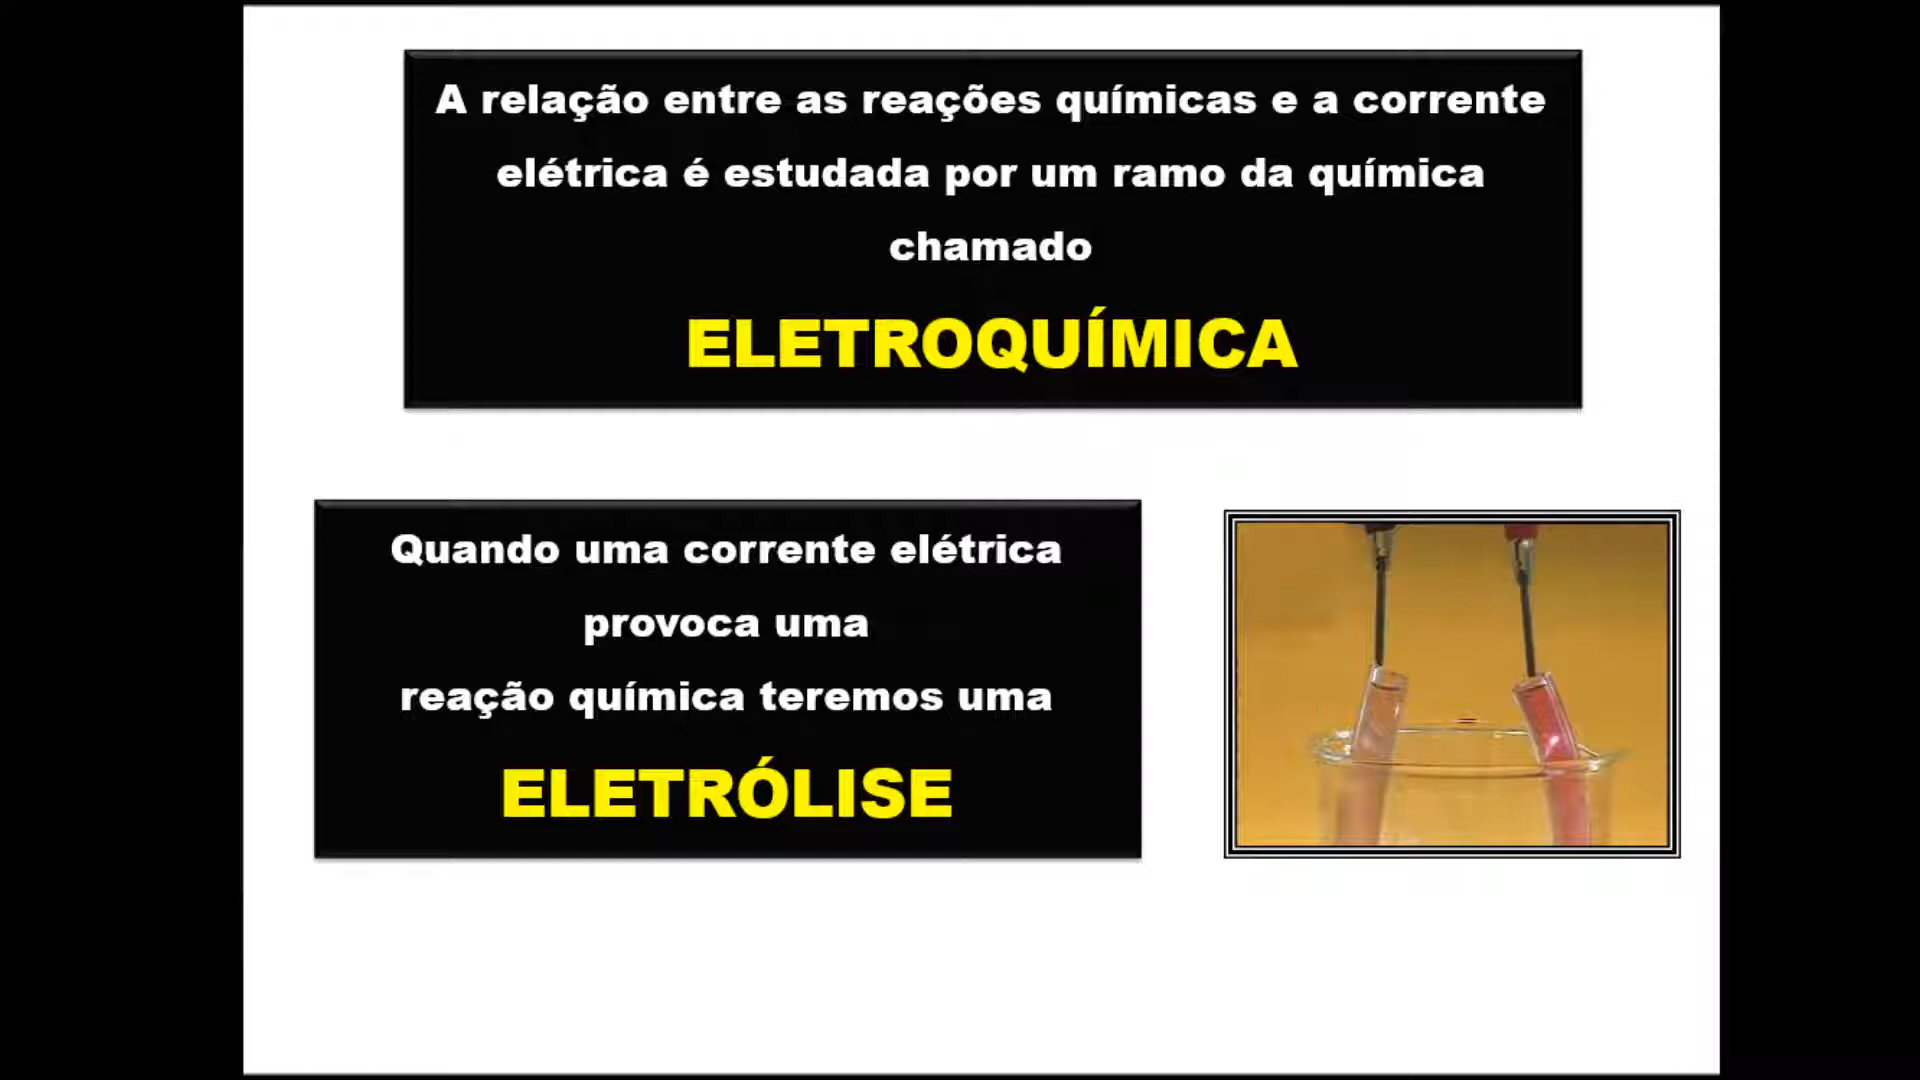 A relação entre as reações químicas e a corrente
elétrica é estudada por um ramo da química
chamado
ELETROQUÍMICA
Quando uma corrente elétrica
provoca uma
reação química teremos uma
ELETRÓLISE